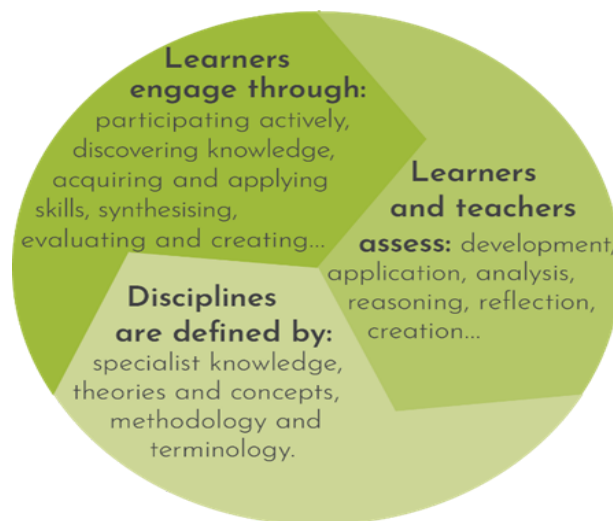 Learners
engage through:
participating actively,
discovering knowledge,
acquiring and applying
skills, synthesising,
evaluating and creating...
Learners
and teachers
assess: development,
application, analysis,
reasoning, reflection,
creation...
Disciplines
are defined by:
specialist knowledge,
theories and concepts,
methodology and
terminology.